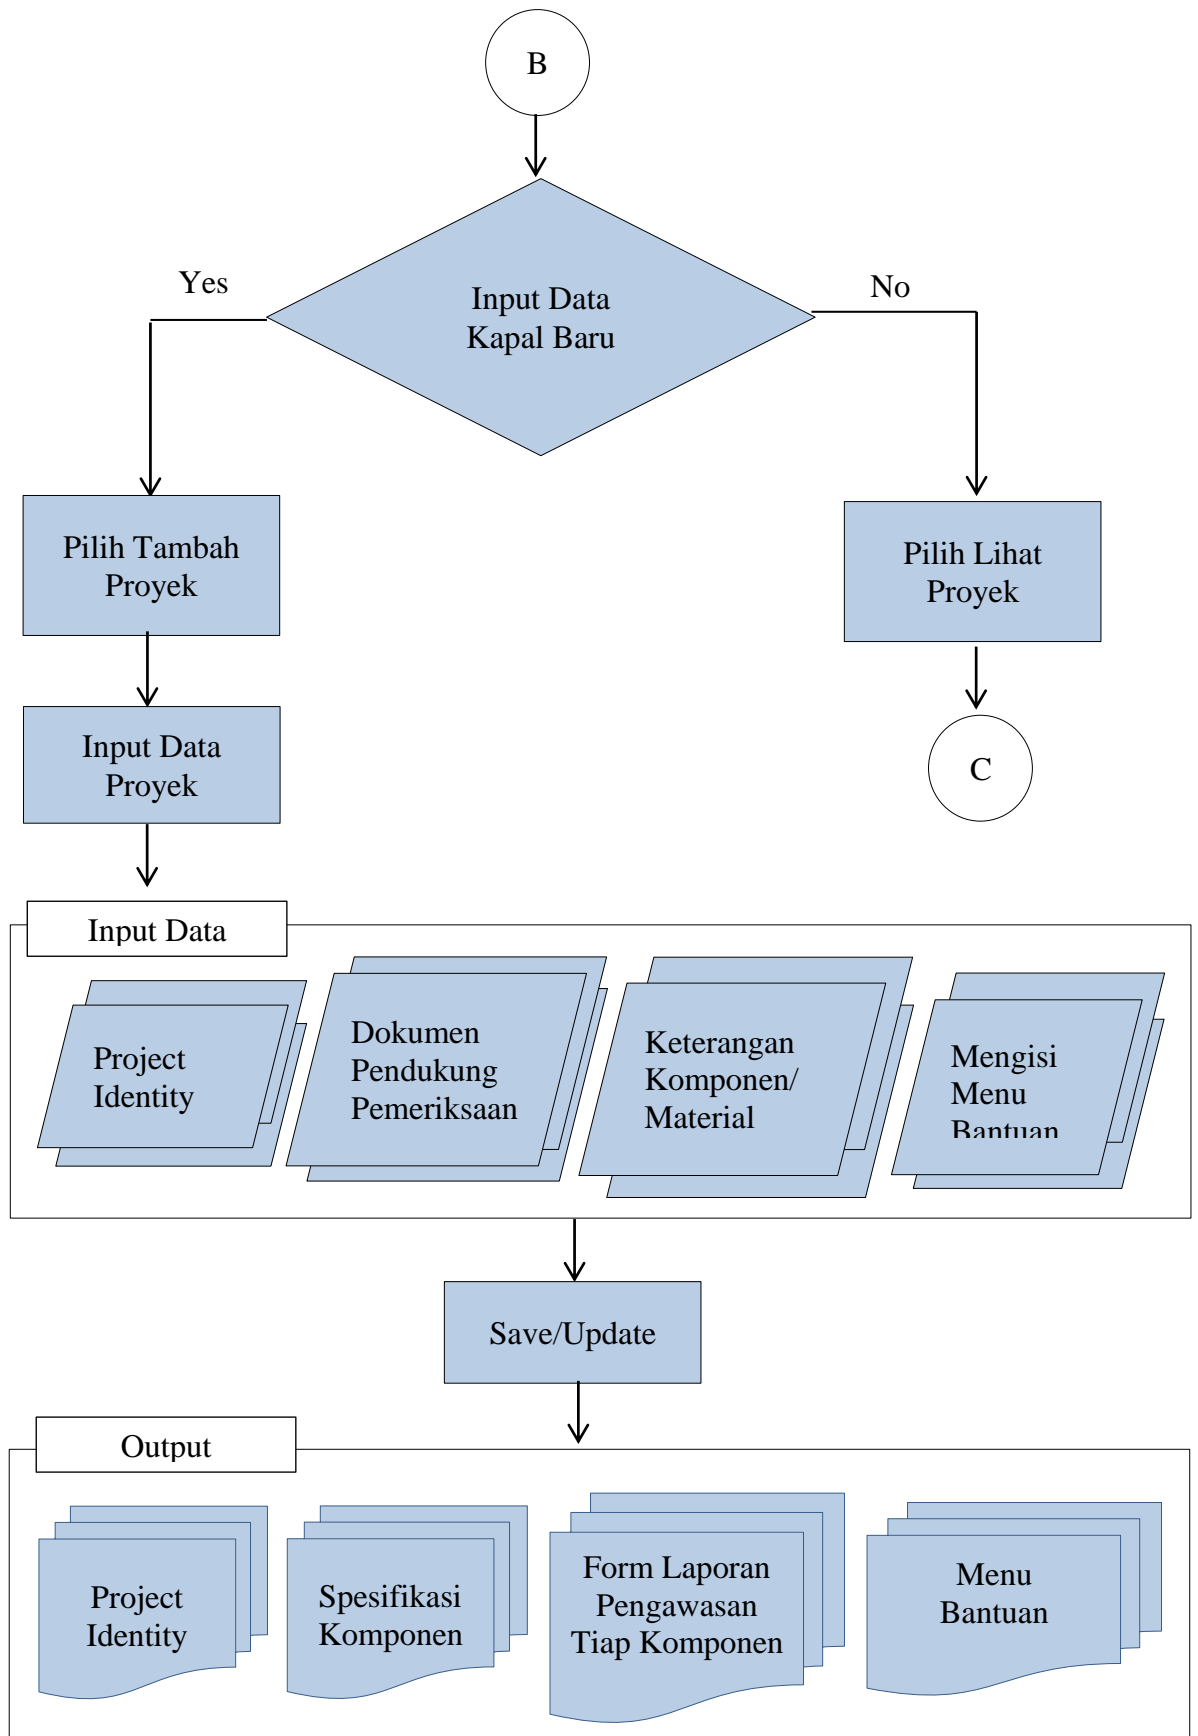 B
Yes
No
Input Data
Kapal Baru
Pilih Tambah
Proyek
Pilih Lihat
Proyek
Input Data
Proyek
C
Input Data
Project
Identity
Dokumen
Pendukung
Pemeriksaan
Keterangan
Komponen/
Material
Mengisi
Menu
Bantuan
Save/Update
Output
Project
Identity
Spesifikasi
Komponen
Form Laporan
Pengawasan
Tiap Komponen
Menu
Bantuan